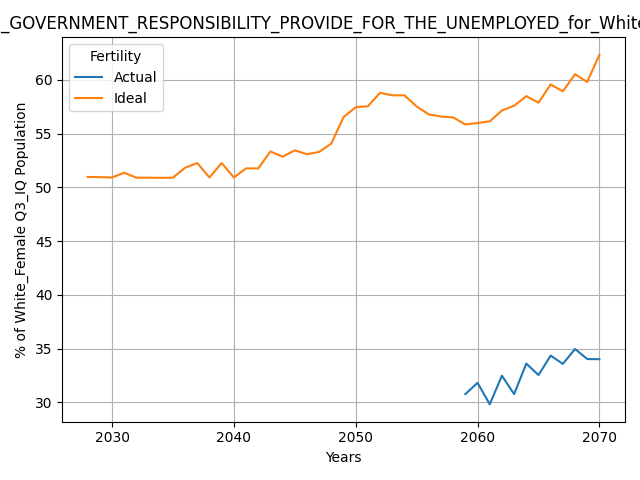 _GOVERNMENT_RESPONSIBILITY_PROVIDE_FOR_THE_UNEMPLOYED_for_White
Fertility
Actual
Ideal
% of White_Female Q3_IQ Population
60
55
50
45
40
35
30
2030 2040 2050 2060 2070
Years